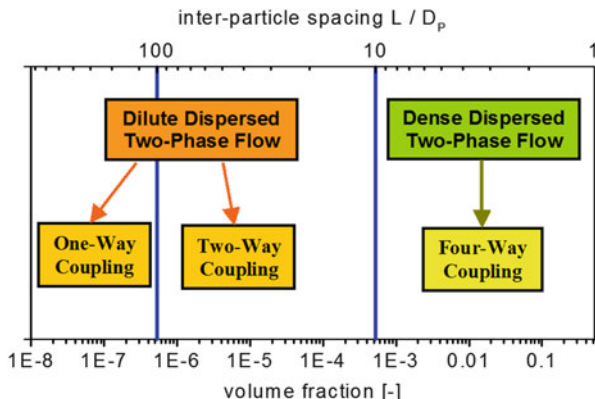 inter-particle spacing L / D_P
100 10 1
Dilute Dispersed
Two-Phase Flow
Dense Dispersed
Two-Phase Flow
One-Way
Coupling
Two-Way
Coupling
Four-Way
Coupling
1E-8 1E-7 1E-6 1E-5 1E-4 1E-3 0.01 0.1
volume fraction [-]